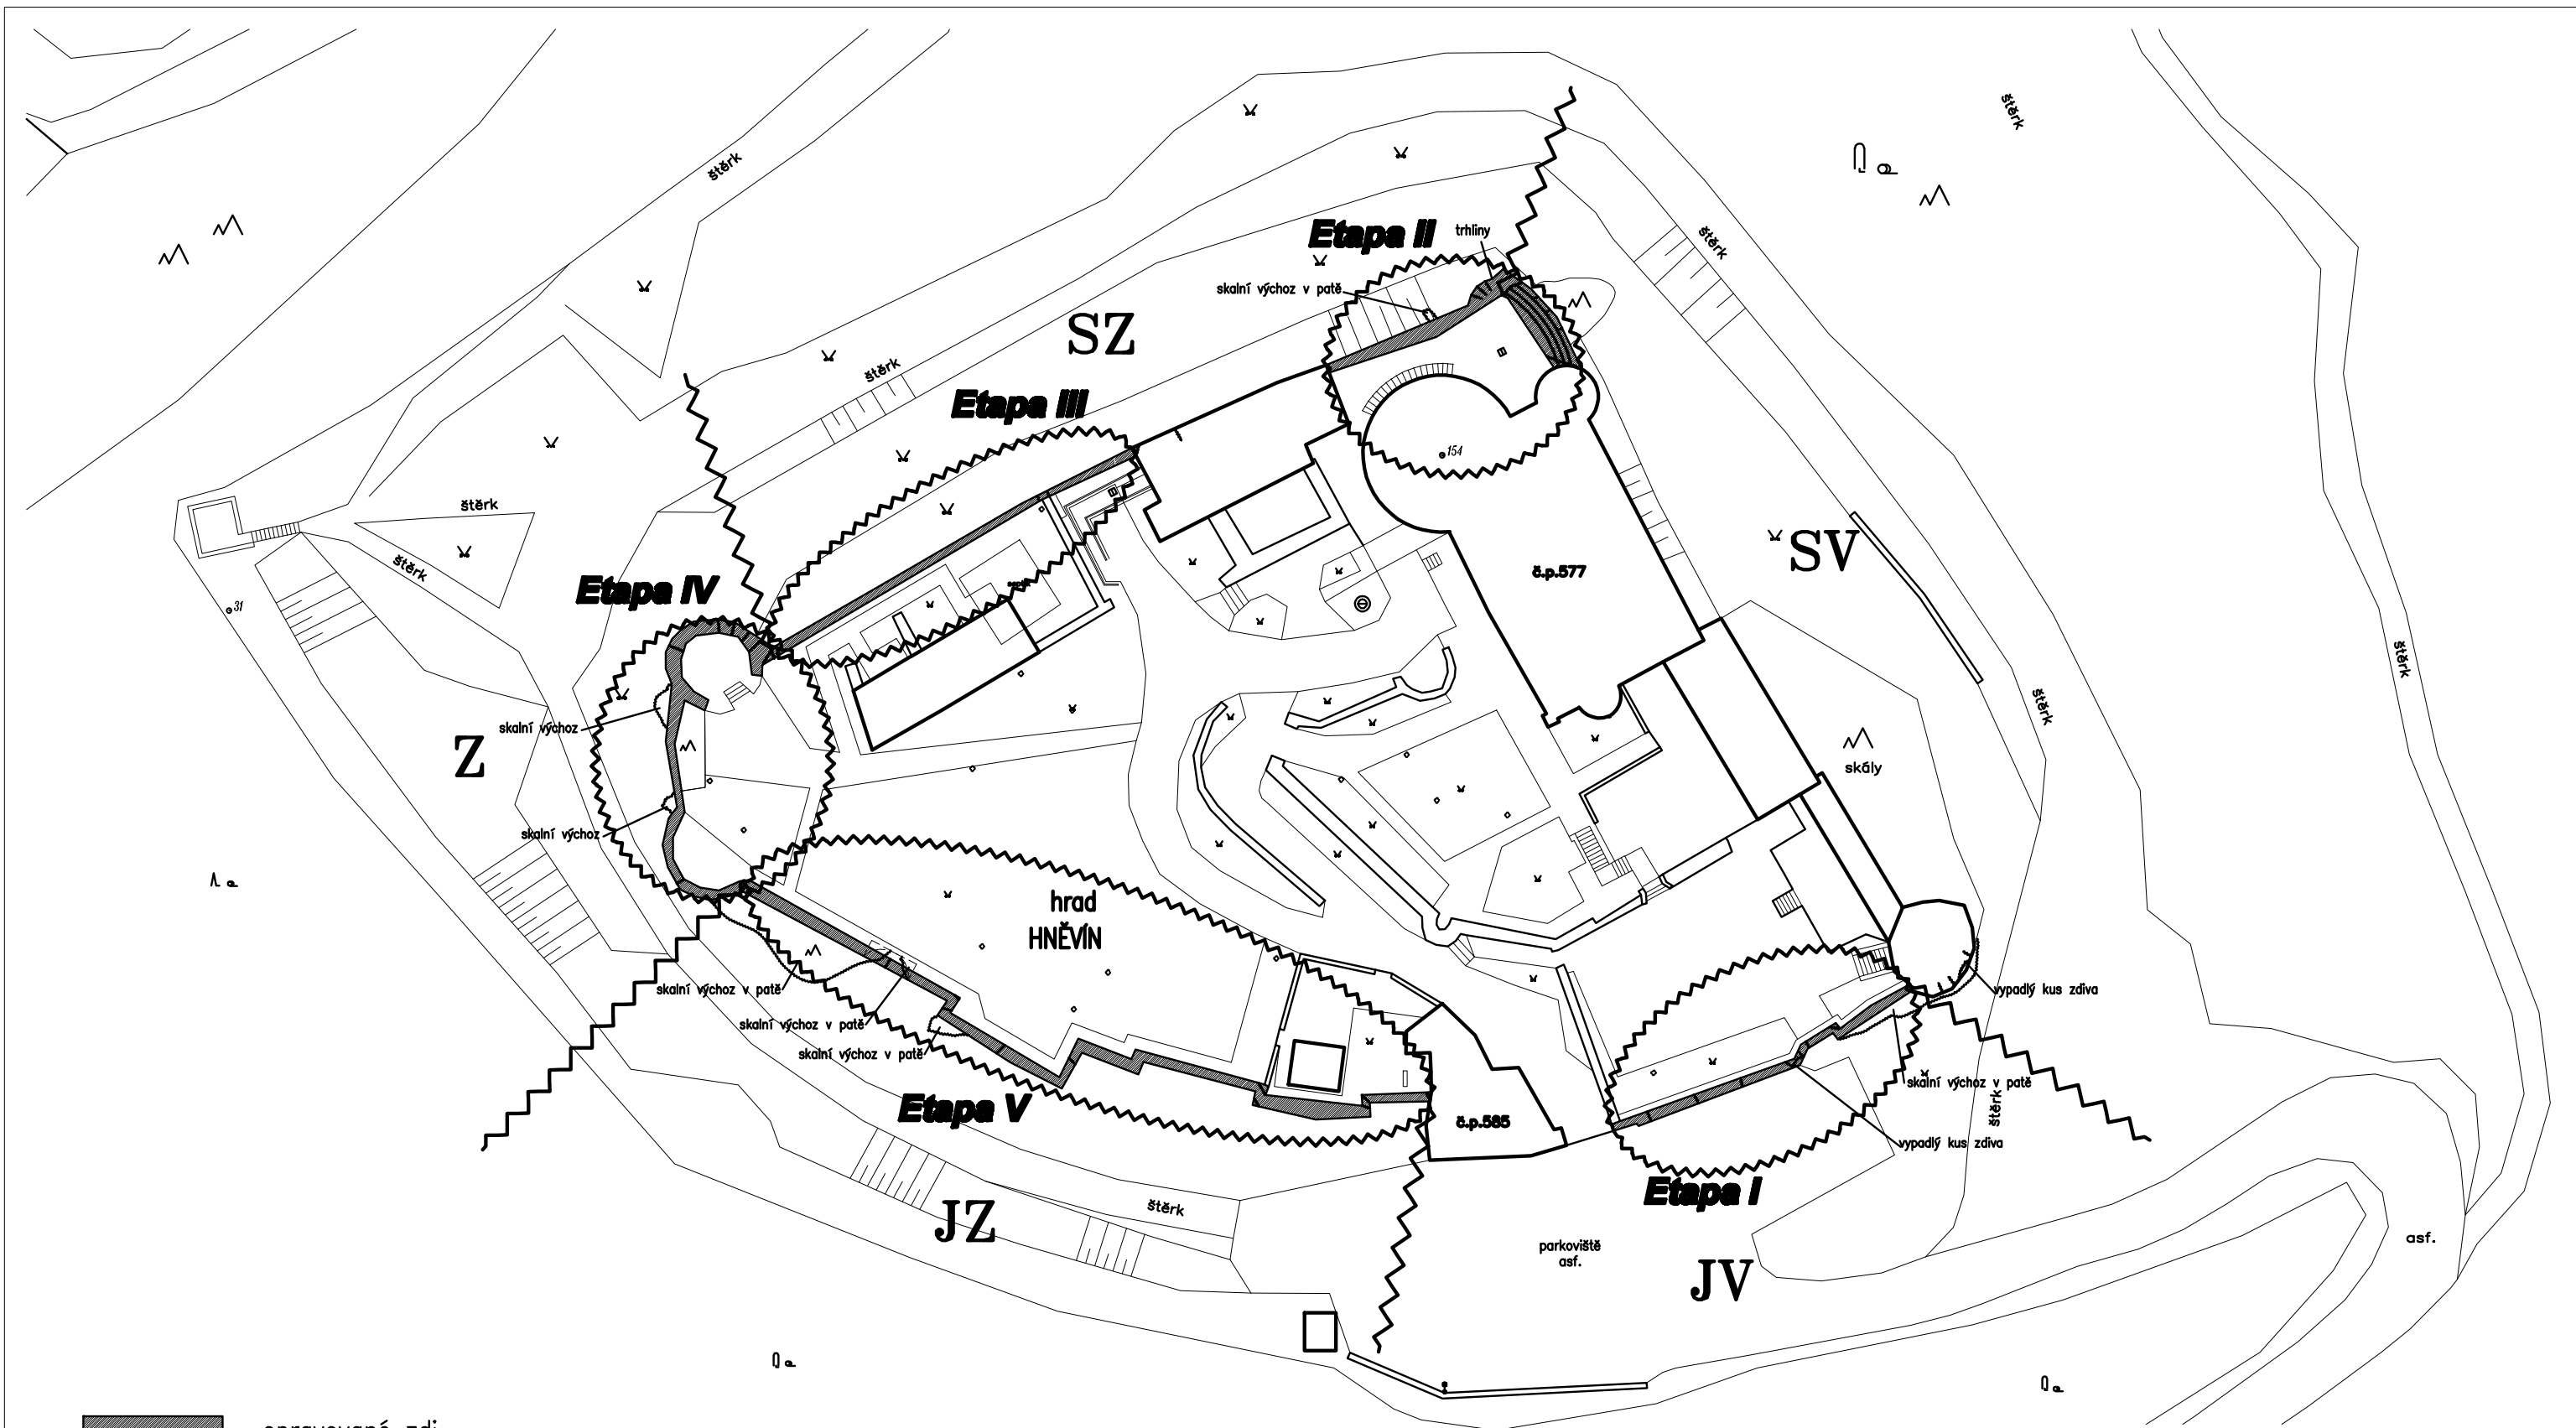 štěrk
štěrk
Etapa II
trhliny
štěrk
skalní výchoz v patě
SZ
štěrk
Etapa III
154
štěrk
SV
štěrk
č.p.577
Etapa IV
31
štěrk
štěrk
skalní výchoz
Z
skály
skalní výchoz
hrad
HNĚVÍN
skalní výchoz v patě
vypadlý kus zdiva
skalní výchoz v patě
skalní výchoz v patě
skalní výchoz v patě
Etapa V
štěrk
č.p.585
vypadlý kus zdiva
Etapa I
štěrk
JZ
parkoviště
asf.
asf.
JV
opravované zdi